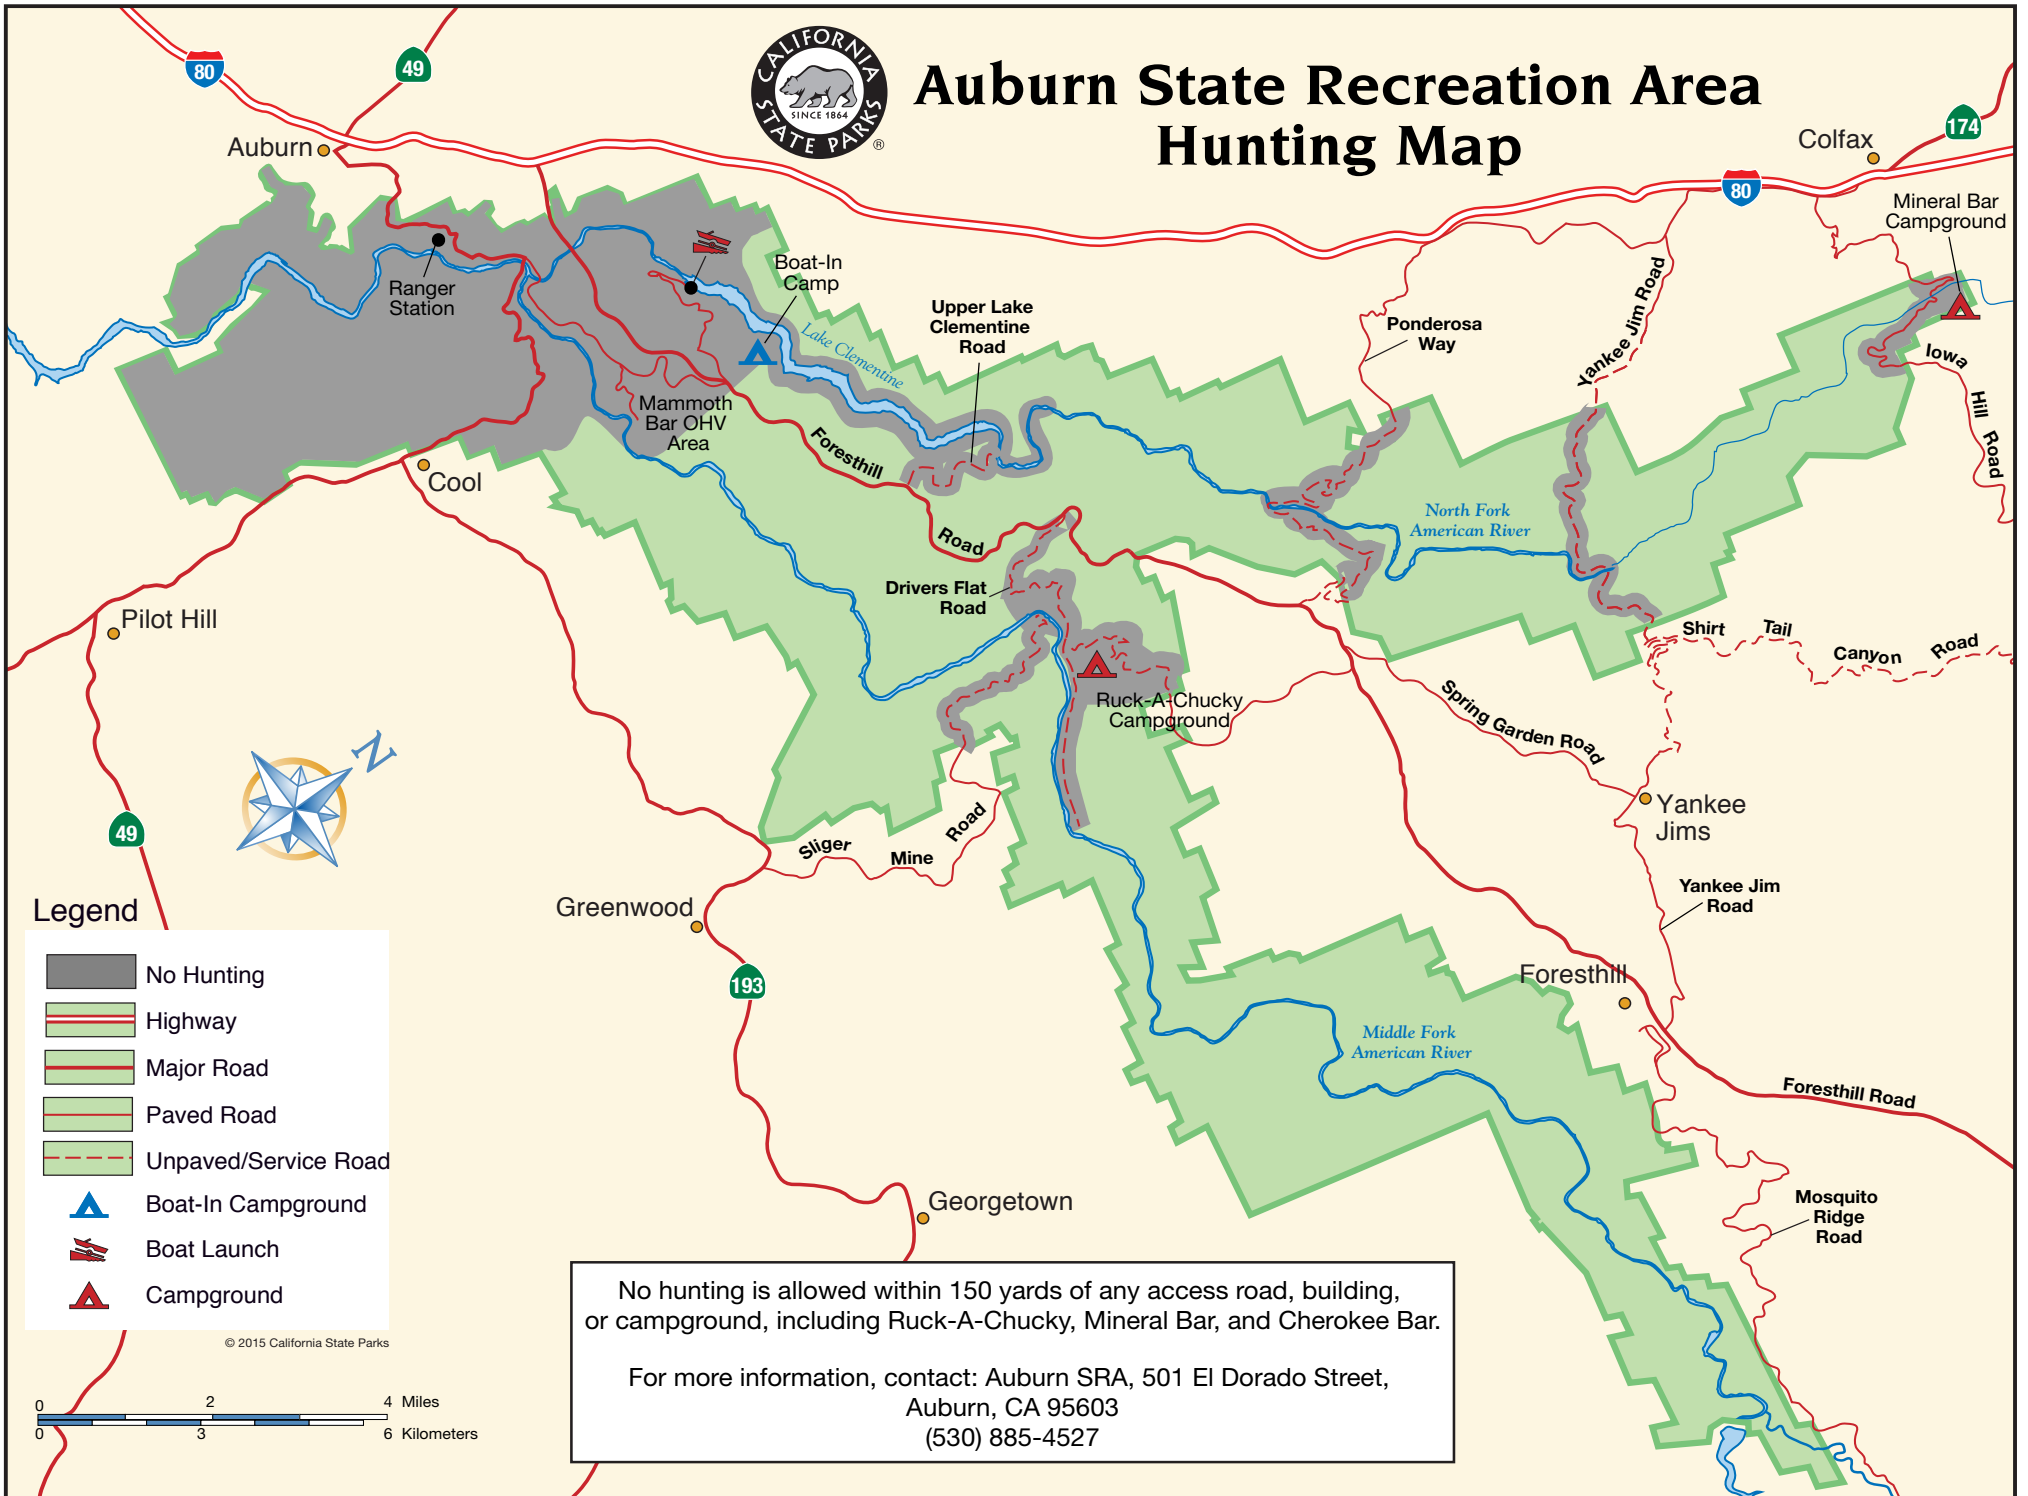 Auburn State Recreation Area
Hunting Map
CALIFORNIA
SINCE 1864
STATE PARKS
®
80
49
174
Colfax
80
Auburn
Mineral Bar
Campground
Ranger
Station
Boat-In
Camp
Upper Lake
Clementine
Road
Lake Clementine
Ponderosa
Way
Yankee Jim Road
Iowa
Hill
Road
Mammoth
Bar OHV
Area
Foresthill
Road
Cool
North Fork
American River
Drivers Flat
Road
Pilot Hill
Shirt
Tail
Canyon
Road
Ruck-A-Chucky
Campground
Spring Garden Road
N
Yankee
Jims
49
Sliger
Mine
Road
Yankee Jim
Road
Greenwood
193
Foresthill
Middle Fork
American River
Foresthill Road
Georgetown
Mosquito
Ridge
Road
Legend
No Hunting
Highway
Major Road
Paved Road
Unpaved/Service Road
Boat-In Campground
Boat Launch
Campground
© 2015 California State Parks
0
2
4
Miles
0
3
6
Kilometers
No hunting is allowed within 150 yards of any access road, building,
or campground, including Ruck-A-Chucky, Mineral Bar, and Cherokee Bar.
For more information, contact: Auburn SRA, 501 El Dorado Street,
Auburn, CA 95603
(530) 885-4527